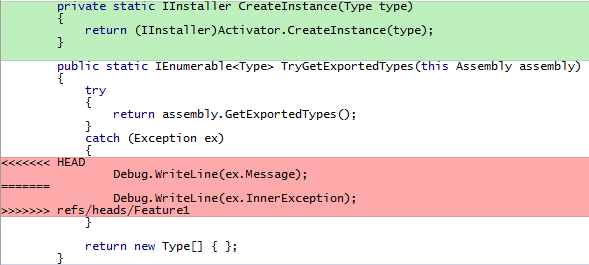 private static IInstaller CreateInstance(Type type)
{
return (IInstaller)Activator.CreateInstance(type);
}
public static IEnumerable<Type> TryGetExportedTypes(this Assembly assembly)
{
try
{
return assembly.GetExportedTypes();
}
catch (Exception ex)
{
<<<<<<< HEAD
Debug.WriteLine(ex.Message);
=======
Debug.WriteLine(ex.InnerException);
>>>>>>> refs/heads/Feature1
}
return new Type[] { };
}